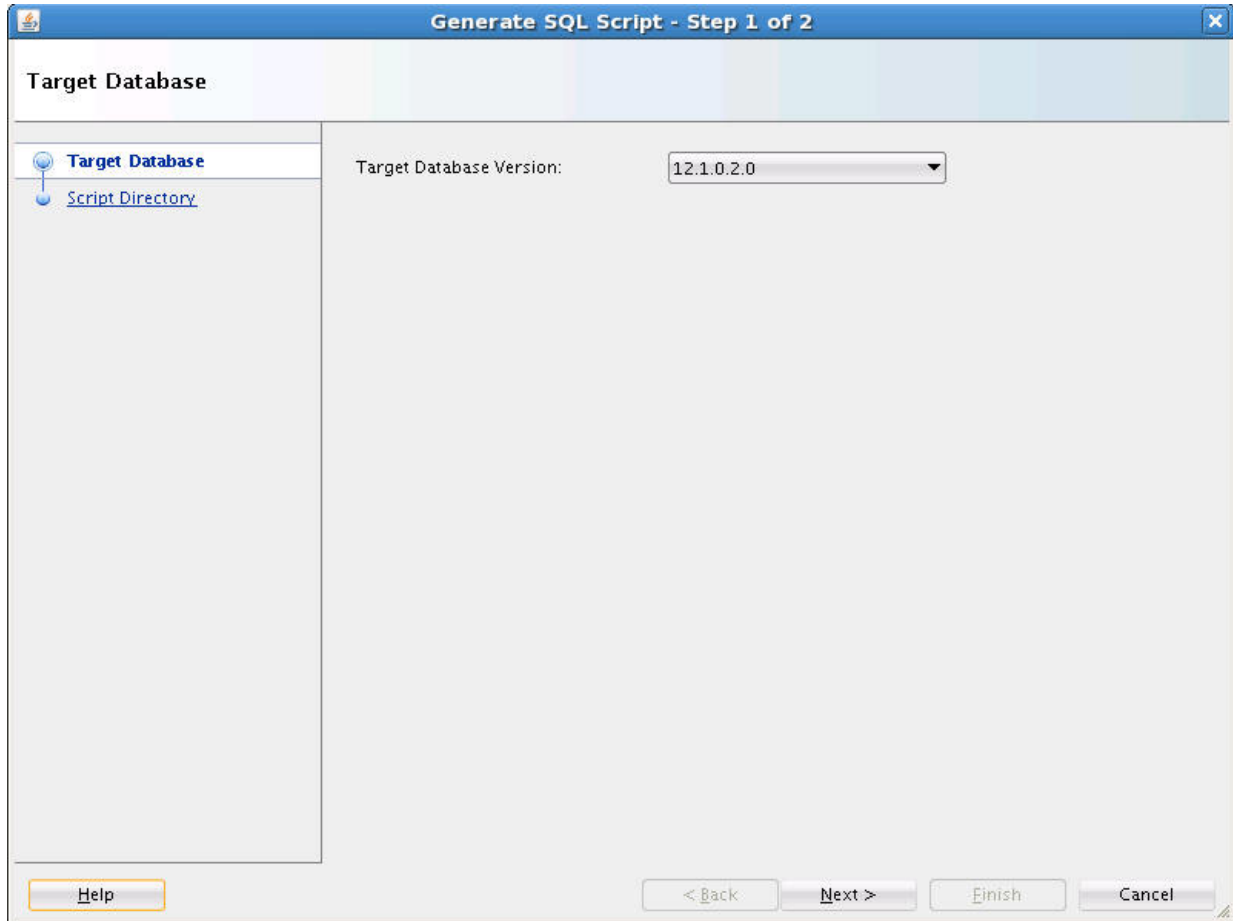 Generate SQL Script - Step 1 of 2
Target Database
Target Database
Script Directory
Target Database Version: 12.1.0.2.0
Help < Back Next > Finish Cancel